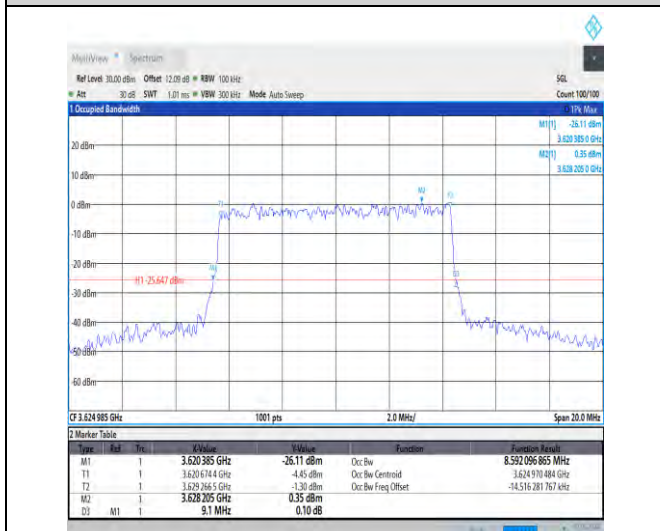 MultiView Spectrum
Ref Level 30.00 dBm Offset 12.09 dB RBW 100 kHz SGL
Att 30 dB SWT 1.01 ms VBW 300 kHz Mode Auto Sweep Count 100/100
1 Occupied Bandwidth 1Pk Max
M1[1] -26.11 dBm
3.620 385 0 GHz
20 dBm
M2[1] 0.35 dBm
3.628 205 0 GHz
10 dBm
M2
T1 T2
0 dBm
-10 dBm
-20 dBm
M1
H1 -25.647 dBm
D3
-30 dBm
-40 dBm
-50 dBm
-60 dBm
CF 3.624 985 GHz 1001 pts 2.0 MHz/ Span 20.0 MHz
2 Marker Table
Type Ref Trc X-Value Y-Value Function Function Result
M1 1 3.620 385 GHz -26.11 dBm Occ Bw 8.592 096 865 MHz
T1 1 3.620 674 4 GHz -4.45 dBm Occ Bw Centroid 3.624 970 484 GHz
T2 1 3.629 266 5 GHz -1.30 dBm Occ Bw Freq Offset -14.516 281 767 kHz
M2 1 3.628 205 GHz 0.35 dBm
D3 M1 1 9.1 MHz 0.10 dB